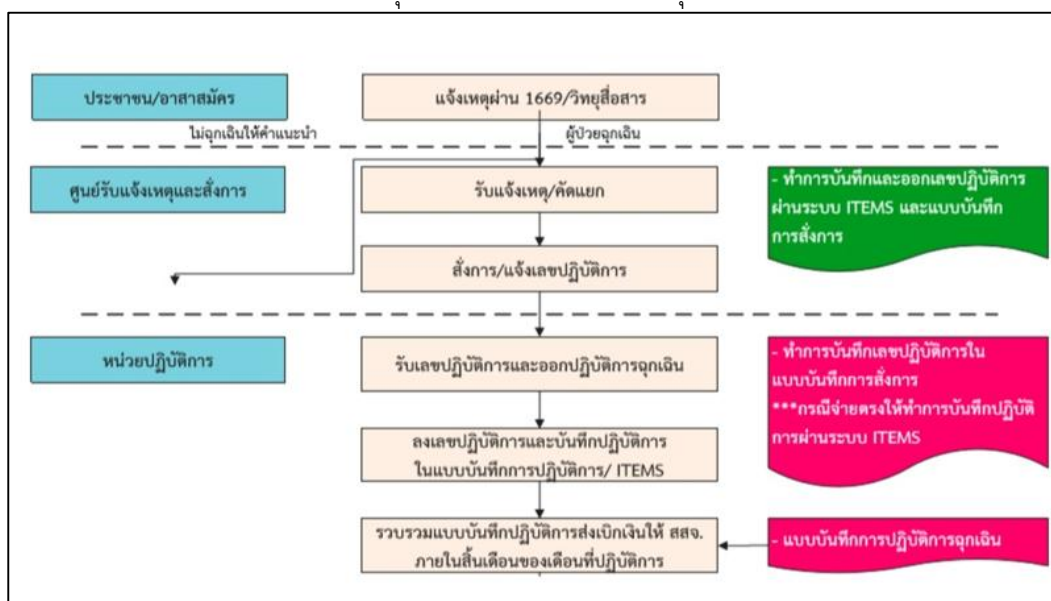 ประชาชน/อาสาสมัคร
แจ้งเหตุผ่าน 1669/วิทยุสื่อสาร
ไม่ฉุกเฉินให้คำแนะนำ
ผู้ป่วยฉุกเฉิน
ศูนย์รับแจ้งเหตุและสั่งการ
รับแจ้งเหตุ/คัดแยก
- ทำการบันทึกและออกเลขปฏิบัติการ
ผ่านระบบ ITEMS และแบบบันทึก
การสั่งการ
สั่งการ/แจ้งเลขปฏิบัติการ
หน่วยปฏิบัติการ
รับเลขปฏิบัติการและออกปฏิบัติการฉุกเฉิน
- ทำการบันทึกเลขปฏิบัติการใน
แบบบันทึกการสั่งการ
***กรณีจ่ายตรงให้ทำการบันทึกปฏิบัติ
การผ่านระบบ ITEMS
ลงเลขปฏิบัติการและบันทึกปฏิบัติการ
ในแบบบันทึกการปฏิบัติการ/ ITEMS
รวบรวมแบบบันทึกปฏิบัติการส่งเบิกเงินให้ สสจ.
ภายในสิ้นเดือนของเดือนที่ปฏิบัติการ
- แบบบันทึกการปฏิบัติการฉุกเฉิน